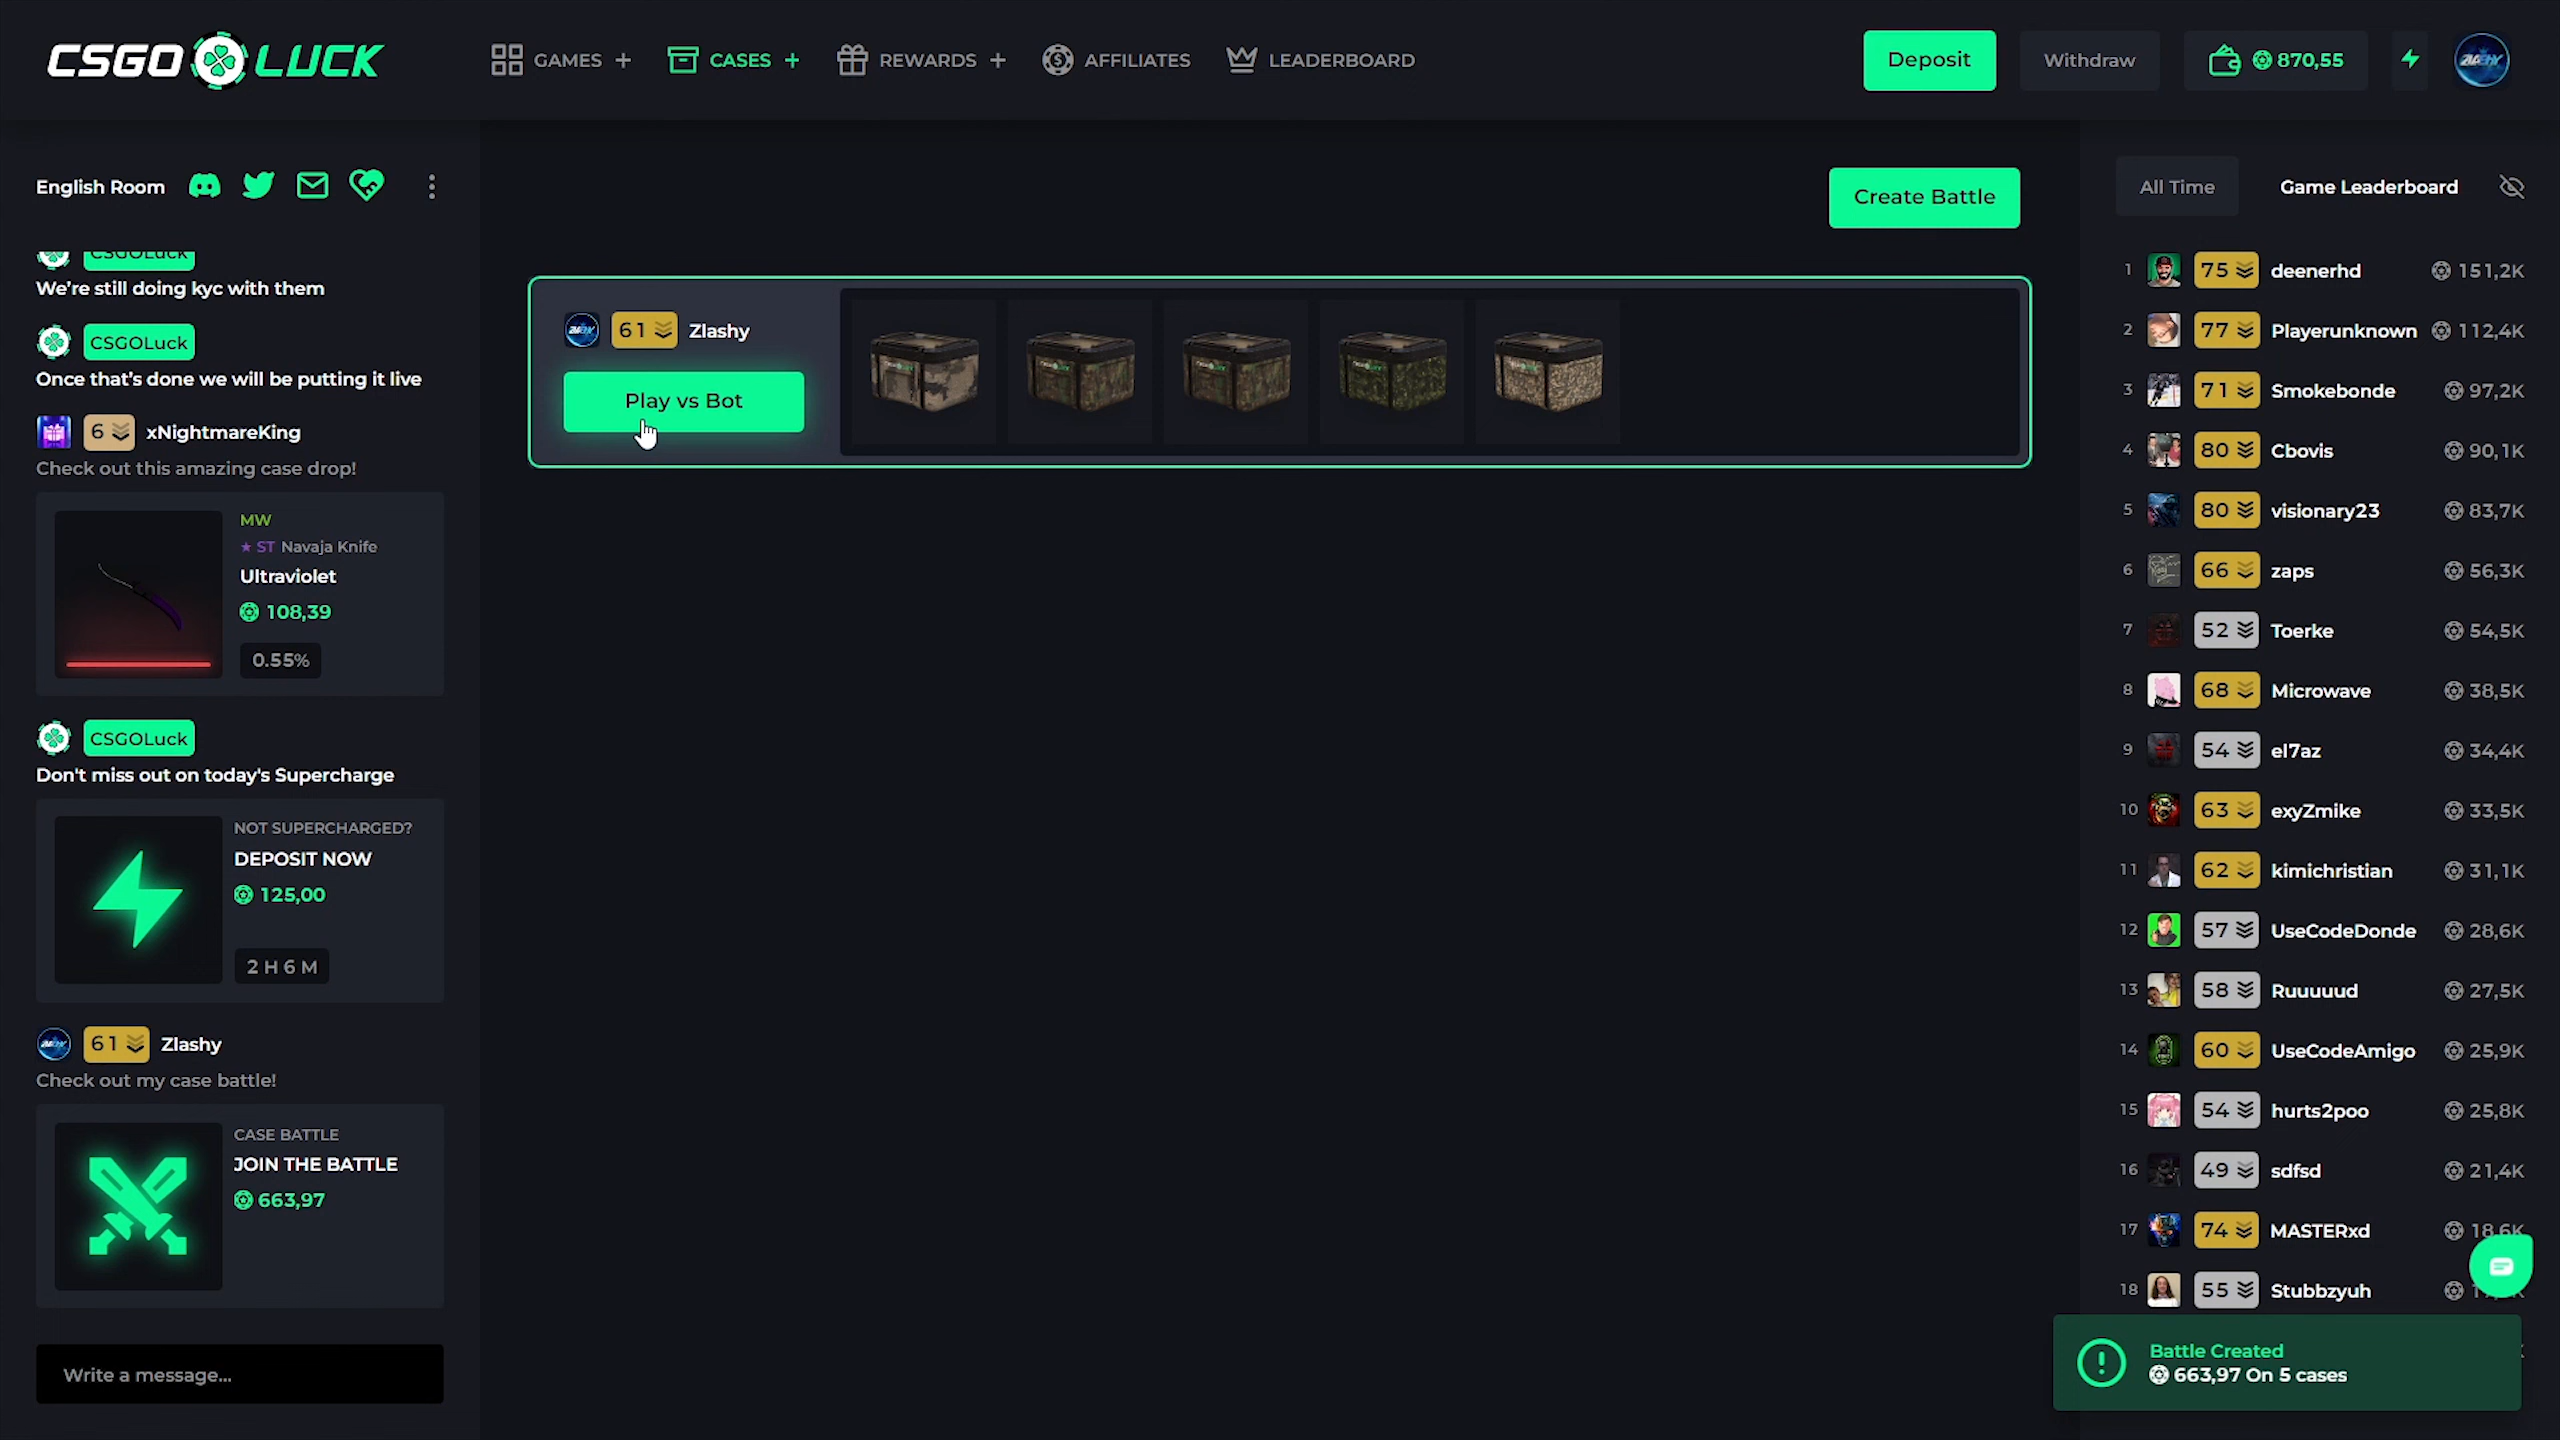 CSGO LUCK
GAMES +
CASES +
REWARDS +
AFFILIATES
LEADERBOARD
Deposit
Withdraw
870,55
English Room
CSGOLuck
We're still doing kyc with them
CSGOLuck
Once that's done we will be putting it live
6 xNightmareKing
Check out this amazing case drop!
MW
★ ST Navaja Knife
Ultraviolet
108,39
0.55%
CSGOLuck
Don't miss out on today's Supercharge
NOT SUPERCHARGED?
DEPOSIT NOW
125,00
2 H 6 M
61 Zlashy
Check out my case battle!
CASE BATTLE
JOIN THE BATTLE
663,97
Write a message...
Create Battle
61 Zlashy
Play vs Bot
All Time
Game Leaderboard
1 75 deenerhd 151,2K
2 77 Playerunknown 112,4K
3 71 Smokebonde 97,2K
4 80 Cbovis 90,1K
5 80 visionary23 83,7K
6 66 zaps 56,3K
7 52 Toerke 54,5K
8 68 Microwave 38,5K
9 54 el7az 34,4K
10 63 exyZmike 33,5K
11 62 kimichristian 31,1K
12 57 UseCodeDonde 28,6K
13 58 Ruuuuud 27,5K
14 60 UseCodeAmigo 25,9K
15 54 hurts2poo 25,8K
16 49 sdfsd 21,4K
17 74 MASTERxd 18,6K
18 55 Stubbzyuh
Battle Created
663,97 On 5 cases